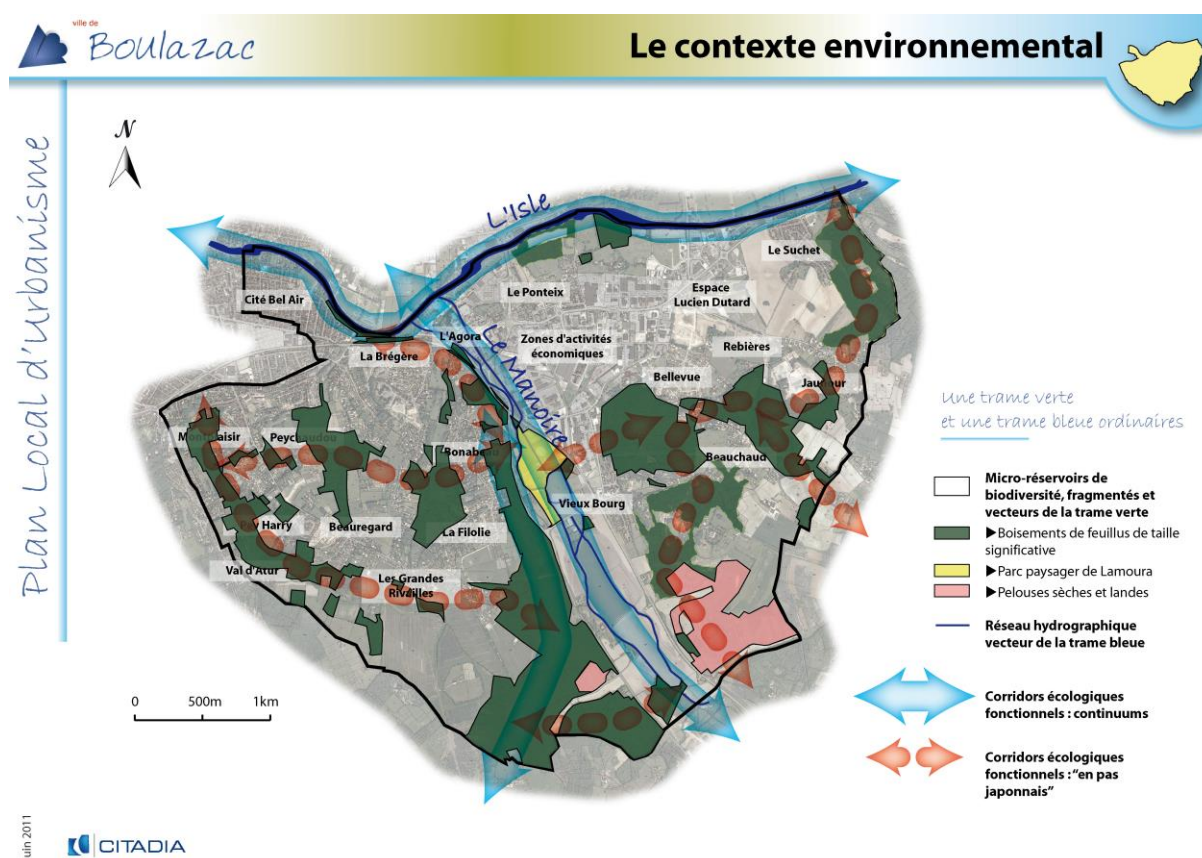 ville de
Boulazac
Le contexte environnemental
Plan Local d'Urbanisme
N
L'Isle
Le Suchet
Cité Bel Air
Le Ponteix
Espace
Lucien Dutard
L'Agora
Zones d'activités
économiques
La Brégère
Rebières
Le Manoire
Bellevue
Jaufour
Montplaisir
Peychaudou
Bonabeau
Beauchaud
Vieux Bourg
Pey Harry
Beauregard
La Filolie
Val d'Atur
Les Grandes
Rivailles
0 500m 1km
Une trame verte
et une trame bleue ordinaires
Micro-réservoirs de
biodiversité, fragmentés et
vecteurs de la trame verte
►Boisements de feuillus de taille
significative
►Parc paysager de Lamoura
►Pelouses sèches et landes
Réseau hydrographique
vecteur de la trame bleue
Corridors écologiques
fonctionnels : continuums
Corridors écologiques
fonctionnels : "en pas
japonnais"
uin 2011
CITADIA